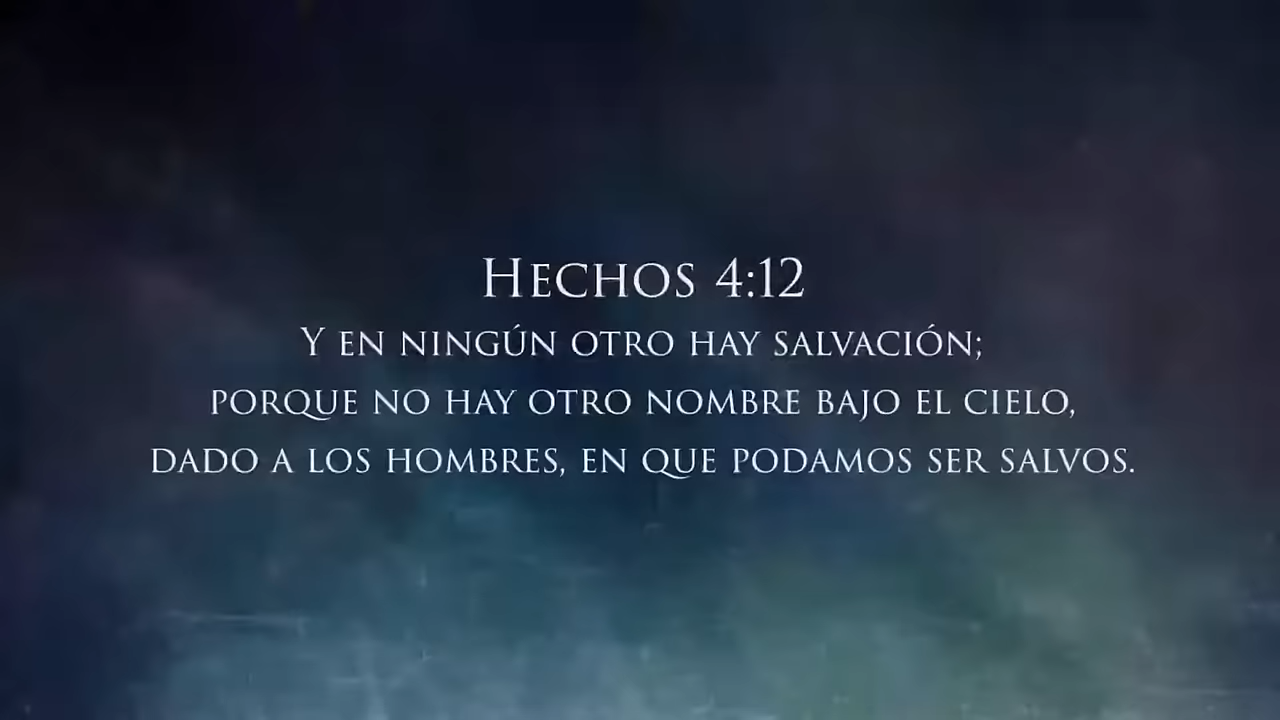 Hechos 4:12
Y en ningún otro hay salvación;
porque no hay otro nombre bajo el cielo,
dado a los hombres, en que podamos ser salvos.